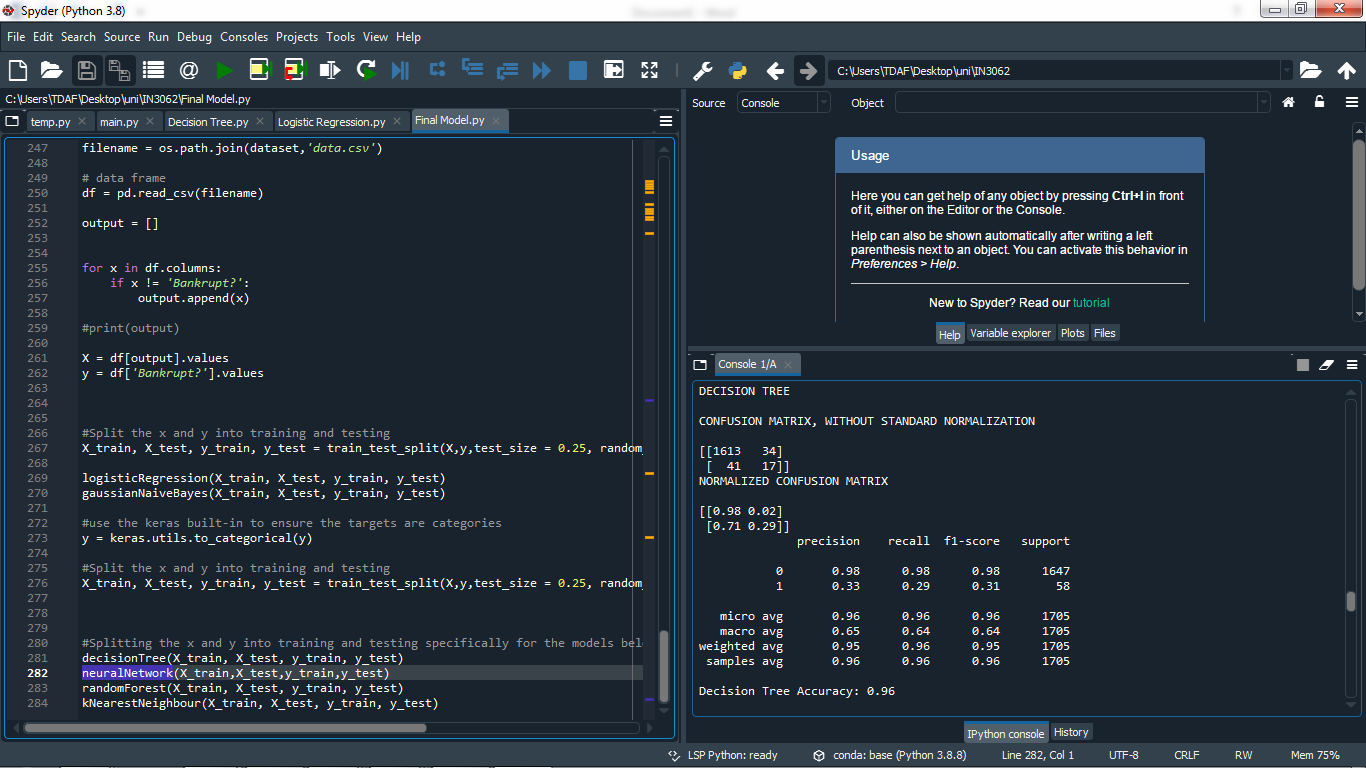 Spyder (Python 3.8)
File Edit Search Source Run Debug Consoles Projects Tools View Help
C:\Users\TDAF\Desktop\uni\IN3062
C:\Users\TDAF\Desktop\uni\IN3062\Final Model.py
temp.py main.py Decision Tree.py Logistic Regression.py Final Model.py
247 filename = os.path.join(dataset,'data.csv')
248
249 # data frame
250 df = pd.read_csv(filename)
251
252 output = []
253
254
255 for x in df.columns:
256     if x != 'Bankrupt?':
257         output.append(x)
258
259 #print(output)
260
261 X = df[output].values
262 y = df['Bankrupt?'].values
263
264
265
266 #Split the x and y into training and testing
267 X_train, X_test, y_train, y_test = train_test_split(X,y,test_size = 0.25, random_
268
269 logisticRegression(X_train, X_test, y_train, y_test)
270 gaussianNaiveBayes(X_train, X_test, y_train, y_test)
271
272 #use the keras built-in to ensure the targets are categories
273 y = keras.utils.to_categorical(y)
274
275 #Split the x and y into training and testing
276 X_train, X_test, y_train, y_test = train_test_split(X,y,test_size = 0.25, random_
277
278
279
280 #Splitting the x and y into training and testing specifically for the models bel
281 decisionTree(X_train, X_test, y_train, y_test)
282 neuralNetwork(X_train,X_test,y_train,y_test)
283 randomForest(X_train, X_test, y_train, y_test)
284 kNearestNeighbour(X_train, X_test, y_train, y_test)
Source Console Object
Usage
Here you can get help of any object by pressing Ctrl+I in front
of it, either on the Editor or the Console.
Help can also be shown automatically after writing a left
parenthesis next to an object. You can activate this behavior in
Preferences > Help.
New to Spyder? Read our tutorial
Help Variable explorer Plots Files
Console 1/A
DECISION TREE
CONFUSION MATRIX, WITHOUT STANDARD NORMALIZATION
[[1613   34]
 [  41   17]]
NORMALIZED CONFUSION MATRIX
[[0.98 0.02]
 [0.71 0.29]]
precision recall f1-score support
0 0.98 0.98 0.98 1647
1 0.33 0.29 0.31 58
micro avg 0.96 0.96 0.96 1705
macro avg 0.65 0.64 0.64 1705
weighted avg 0.95 0.96 0.95 1705
samples avg 0.96 0.96 0.96 1705
Decision Tree Accuracy: 0.96
IPython console History
LSP Python: ready conda: base (Python 3.8.8) Line 282, Col 1 UTF-8 CRLF RW Mem 75%